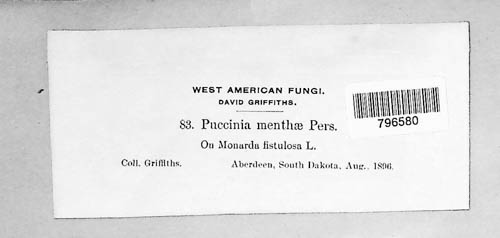 WEST AMERICAN FUNGI.
DAVID GRIFFITHS.
83. Puccinia menthæ Pers.
796580
On Monarda fistulosa L.
Coll. Griffiths. Aberdeen, South Dakota, Aug., 1896.